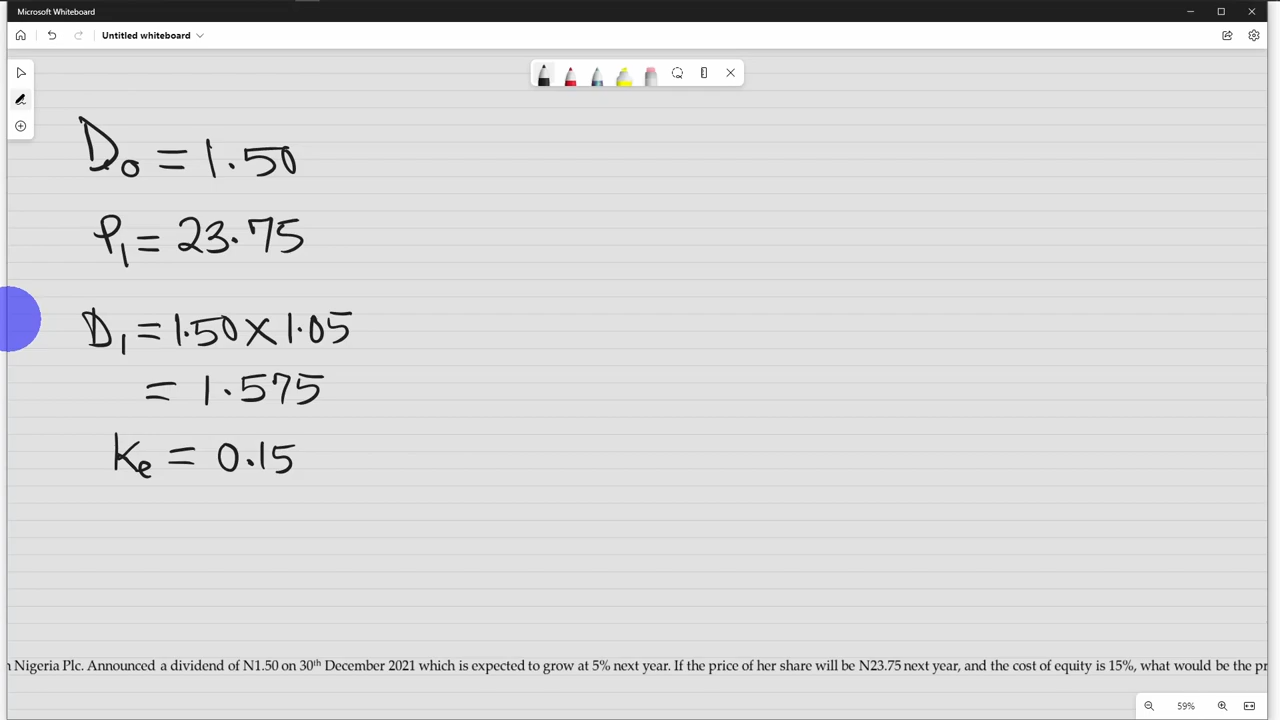 Microsoft Whiteboard
Untitled whiteboard
D₀ = 1.50
P₁ = 23.75
D₁ = 1.50 × 1.05
= 1.575
Kₑ = 0.15
Nigeria Plc. Announced a dividend of N1.50 on 30th December 2021 which is expected to grow at 5% next year. If the price of her share will be N23.75 next year, and the cost of equity is 15%, what would be the
59%